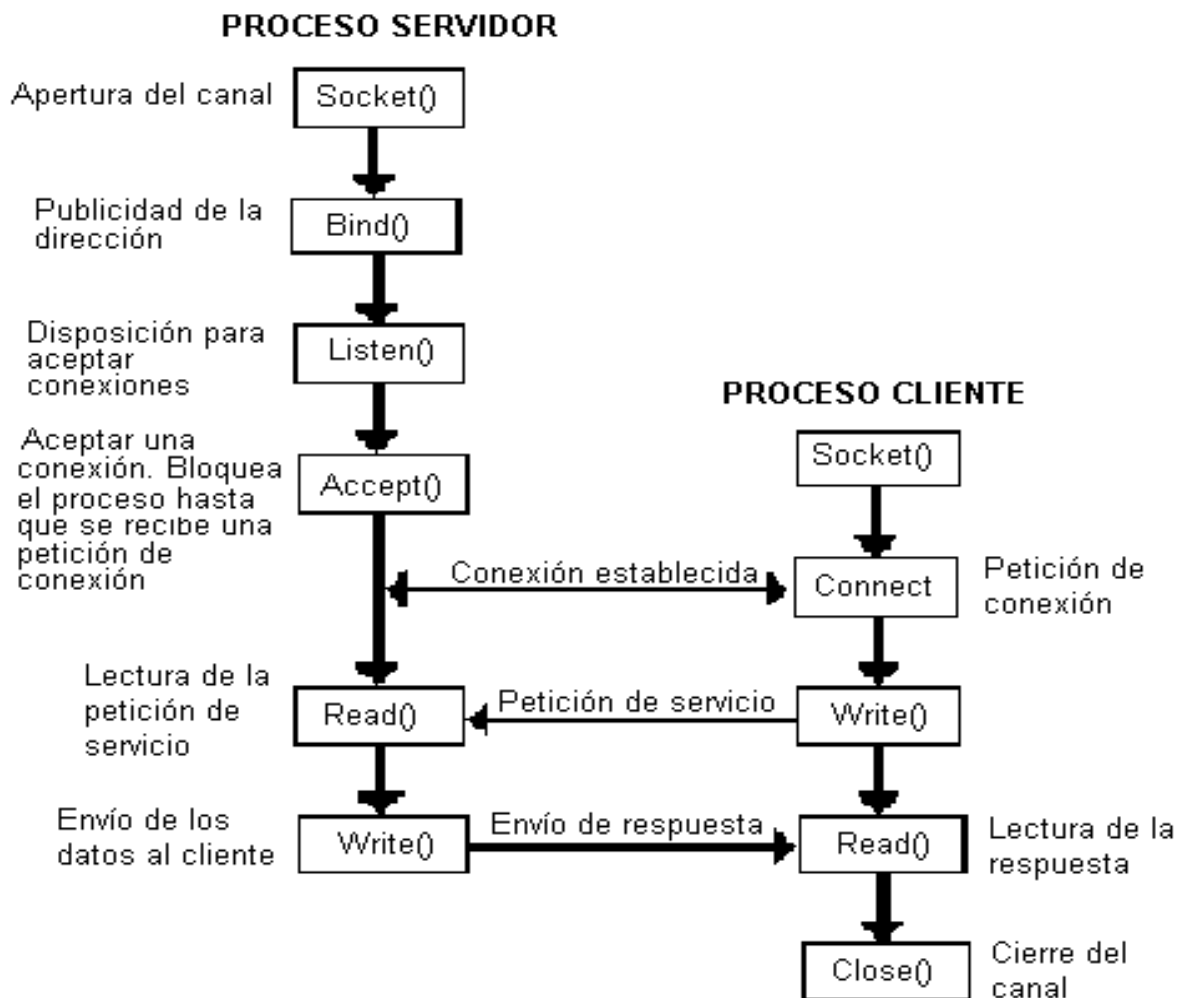 PROCESO SERVIDOR
Apertura del canal
Socket()
Publicidad de la
dirección
Bind()
Disposición para
aceptar
conexiones
Listen()
PROCESO CLIENTE
Aceptar una
conexión. Bloquea
el proceso hasta
que se recibe una
petición de
conexión
Accept()
Socket()
Conexión establecida
Connect
Petición de
conexión
Lectura de la
petición de
servicio
Read()
Petición de servicio
Write()
Envío de los
datos al cliente
Write()
Envío de respuesta
Read()
Lectura de la
respuesta
Close()
Cierre del
canal